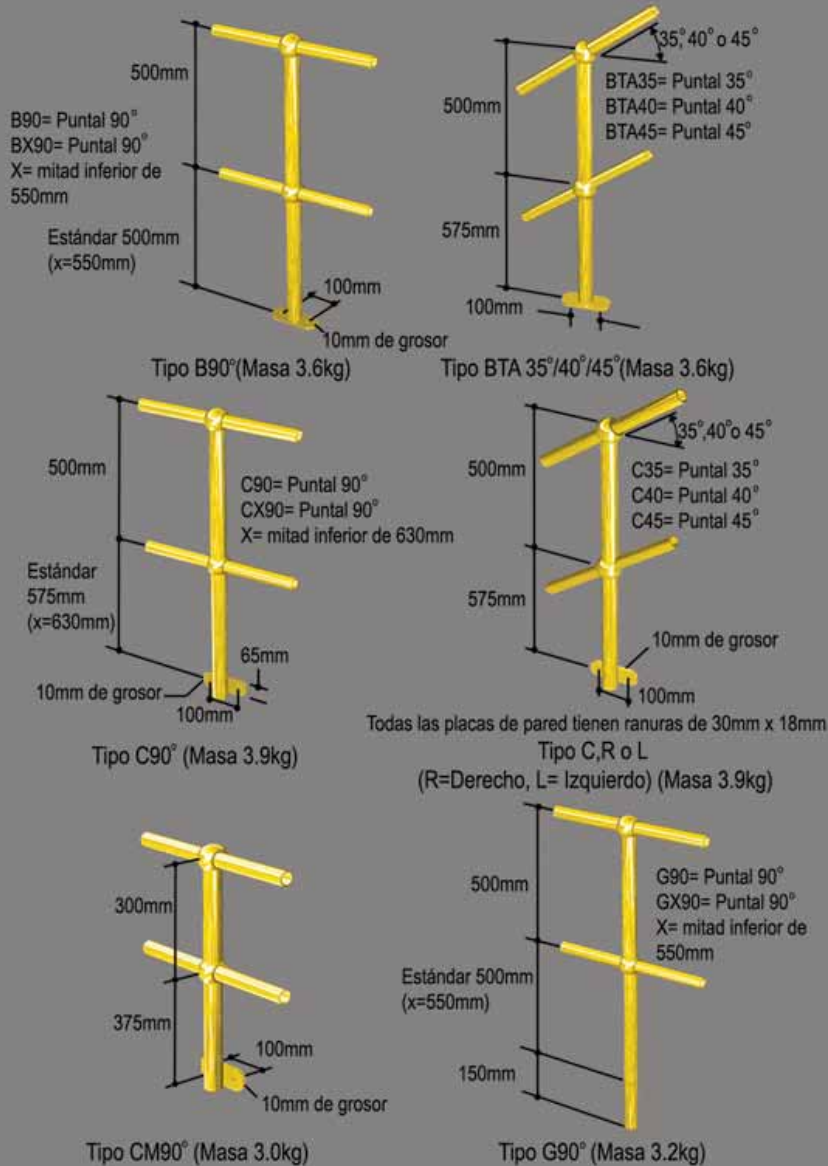 500mm
B90= Puntal 90°
BX90= Puntal 90°
X= mitad inferior de
550mm
Estándar 500mm
(x=550mm)
100mm
10mm de grosor
Tipo B90°(Masa 3.6kg)
35°,40° o 45°
BTA35= Puntal 35°
BTA40= Puntal 40°
BTA45= Puntal 45°
500mm
575mm
100mm
Tipo BTA 35°/40°/45°(Masa 3.6kg)
500mm
C90= Puntal 90°
CX90= Puntal 90°
X= mitad inferior de 630mm
Estándar
575mm
(x=630mm)
65mm
10mm de grosor
100mm
Tipo C90° (Masa 3.9kg)
35°,40°o 45°
500mm
C35= Puntal 35°
C40= Puntal 40°
C45= Puntal 45°
575mm
10mm de grosor
100mm
Todas las placas de pared tienen ranuras de 30mm x 18mm
Tipo C,R o L
(R=Derecho, L= Izquierdo) (Masa 3.9kg)
300mm
375mm
100mm
10mm de grosor
Tipo CM90° (Masa 3.0kg)
500mm
G90= Puntal 90°
GX90= Puntal 90°
X= mitad inferior de
550mm
Estándar 500mm
(x=550mm)
150mm
Tipo G90° (Masa 3.2kg)